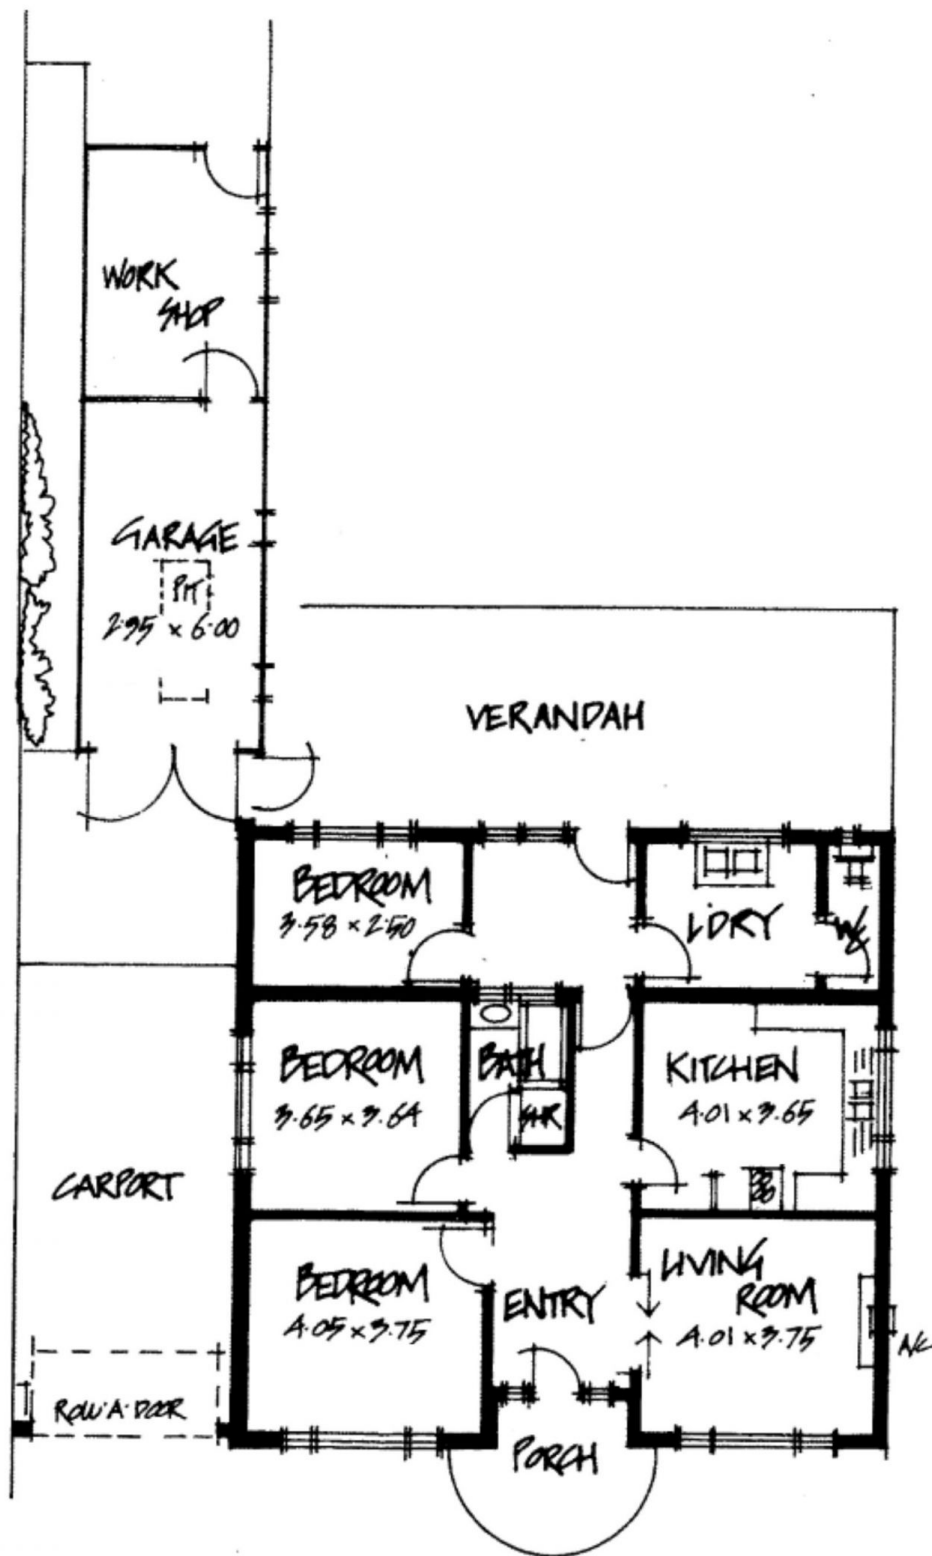 WORK
SHOP
GARAGE
PIT
2.95 x 6.00
VERANDAH
BEDROOM
3.58 x 2.50
L'DRY
WC
BEDROOM
3.65 x 3.64
BATH
SHR
KITCHEN
4.01 x 3.65
CARPORT
BEDROOM
4.05 x 3.75
ENTRY
LIVING
ROOM
4.01 x 3.75
A/C
ROLL-A-DOOR
PORCH